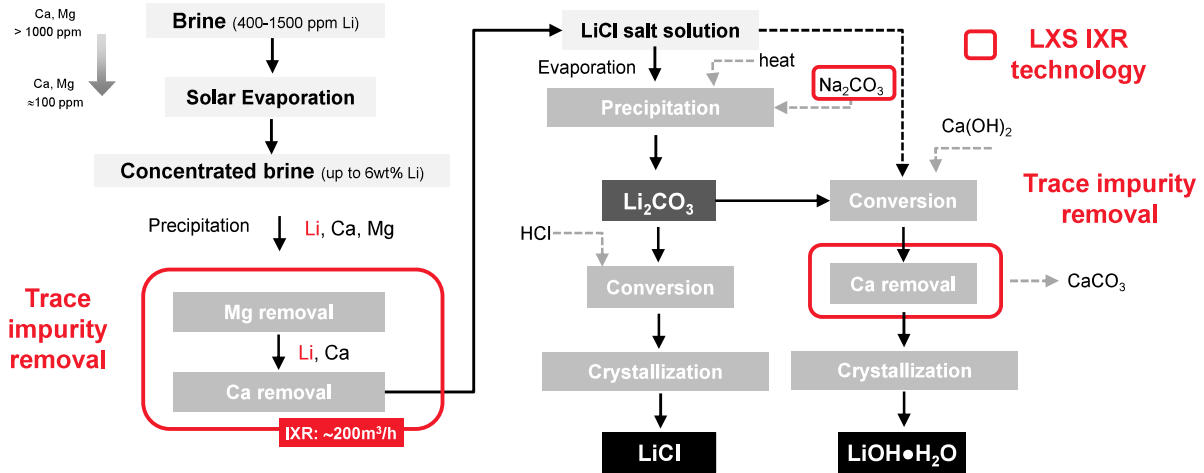 Ca, Mg
> 1000 ppm
Ca, Mg
≈100 ppm
Brine (400-1500 ppm Li)
Solar Evaporation
Concentrated brine (up to 6wt% Li)
Precipitation
Li, Ca, Mg
Trace
impurity
removal
Mg removal
Li, Ca
Ca removal
IXR: ~200m³/h
LiCl salt solution
Evaporation
heat
Na₂CO₃
Precipitation
Li₂CO₃
HCl
Conversion
Crystallization
LiCl
LXS IXR
technology
Ca(OH)₂
Trace impurity
removal
Conversion
Ca removal
CaCO₃
Crystallization
LiOH●H₂O